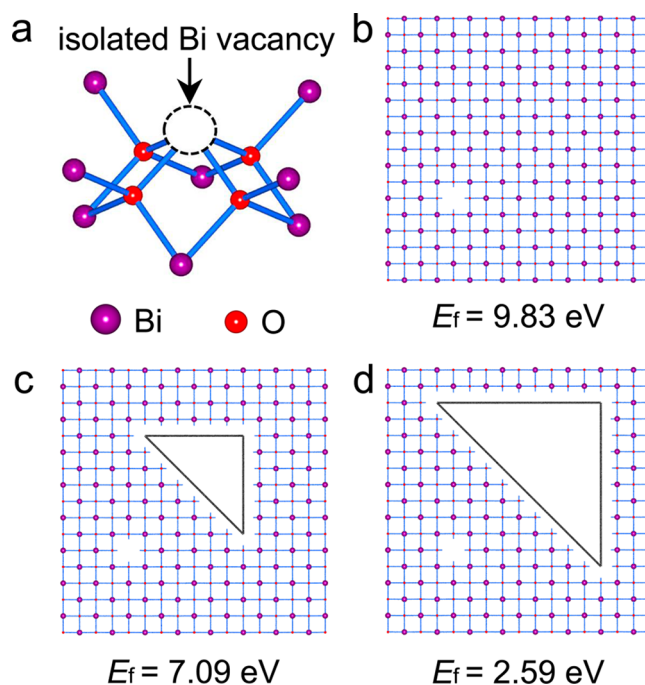 a
isolated Bi vacancy
Bi
O
b
Ef = 9.83 eV
c
Ef = 7.09 eV
d
Ef = 2.59 eV